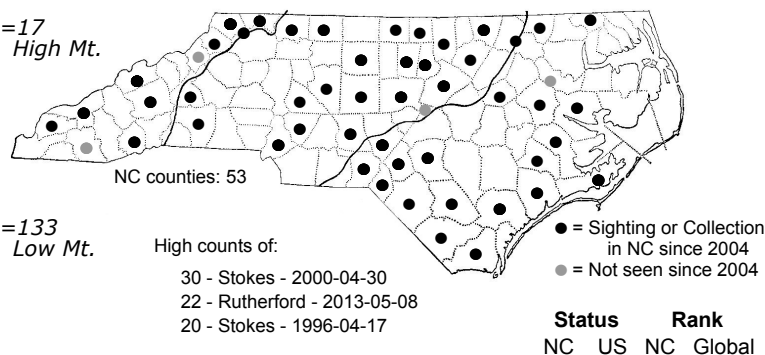 =17
High Mt.
NC counties: 53
=133
Low Mt.
High counts of:
30 - Stokes - 2000-04-30
22 - Rutherford - 2013-05-08
20 - Stokes - 1996-04-17
● = Sighting or Collection
in NC since 2004
● = Not seen since 2004
Status Rank
NC US NC Global